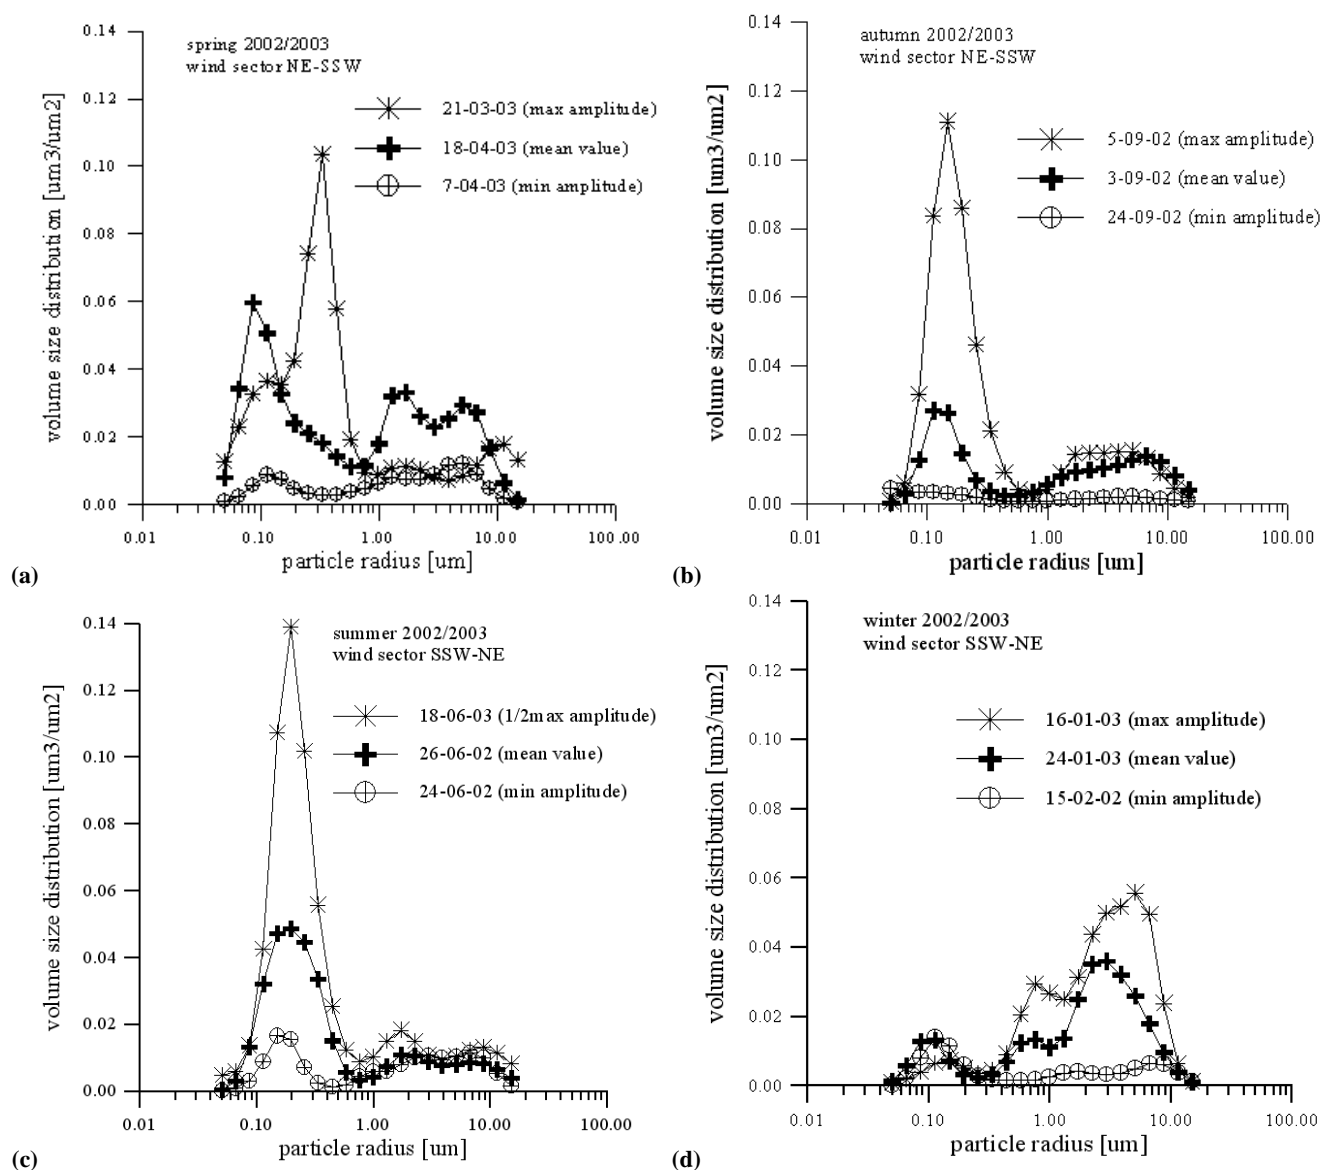 0.14
0.12
0.10
0.08
0.06
0.04
0.02
0.00
volume size distribution [um3/um2]
spring 2002/2003
wind sector NE-SSW
21-03-03 (max amplitude)
18-04-03 (mean value)
7-04-03 (min amplitude)
0.01 0.10 1.00 10.00 100.00
particle radius [um]
(a)
0.14
0.12
0.10
0.08
0.06
0.04
0.02
0.00
volume size distribution [um3/um2]
autumn 2002/2003
wind sector NE-SSW
5-09-02 (max amplitude)
3-09-02 (mean value)
24-09-02 (min amplitude)
0.01 0.10 1.00 10.00 100.00
particle radius [um]
(b)
0.14
0.12
0.10
0.08
0.06
0.04
0.02
0.00
volume size distribution [um3/um2]
summer 2002/2003
wind sector SSW-NE
18-06-03 (1/2max amplitude)
26-06-02 (mean value)
24-06-02 (min amplitude)
0.01 0.10 1.00 10.00 100.00
particle radius [um]
(c)
0.14
0.12
0.10
0.08
0.06
0.04
0.02
0.00
volume size distribution [um3/um2]
winter 2002/2003
wind sector SSW-NE
16-01-03 (max amplitude)
24-01-03 (mean value)
15-02-02 (min amplitude)
0.01 0.10 1.00 10.00 100.00
particle radius [um]
(d)